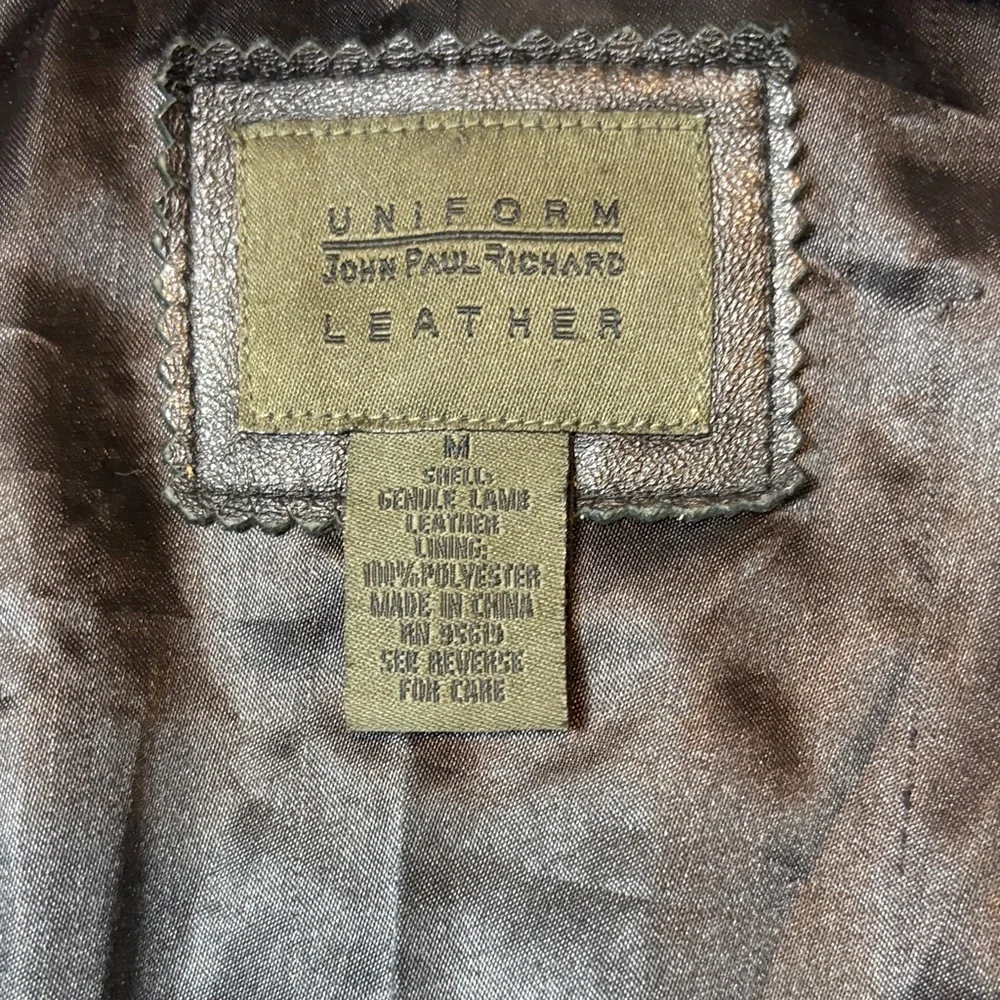 UNIFORM
JOHN PAUL RICHARD
LEATHER
M
SHELL:
GENUIE LAMB
LEATHER
LINING:
100%POLYESTER
MADE IN CHINA
RN 95619
SEE REVERSE
FOR CARE